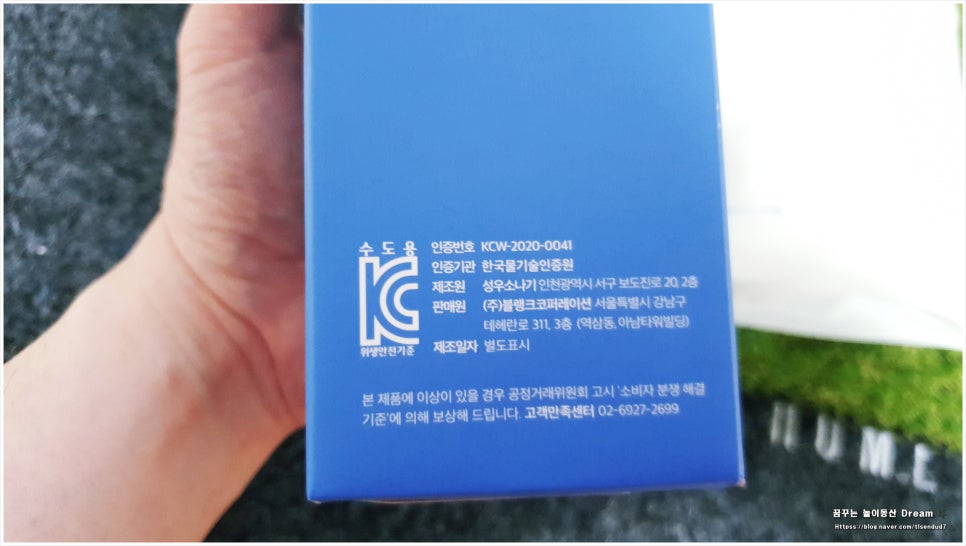 수도용
KC
위생안전기준
인증번호 KCW-2020-0041
인증기관 한국물기술인증원
제조원 성우소나기 인천광역시 서구 보도진로 20, 2층
판매원 (주)블랭크코퍼레이션 서울특별시 강남구
테헤란로 311, 3층 (역삼동, 아남타워빌딩)
제조일자 별도표시
본 제품에 이상이 있을 경우 공정거래위원회 고시 '소비자 분쟁 해결
기준'에 의해 보상해 드립니다. 고객만족센터 02-6927-2699
HOME
꿈꾸는 놀이동산 Dream
Https://blog.naver.com/tlsendud7